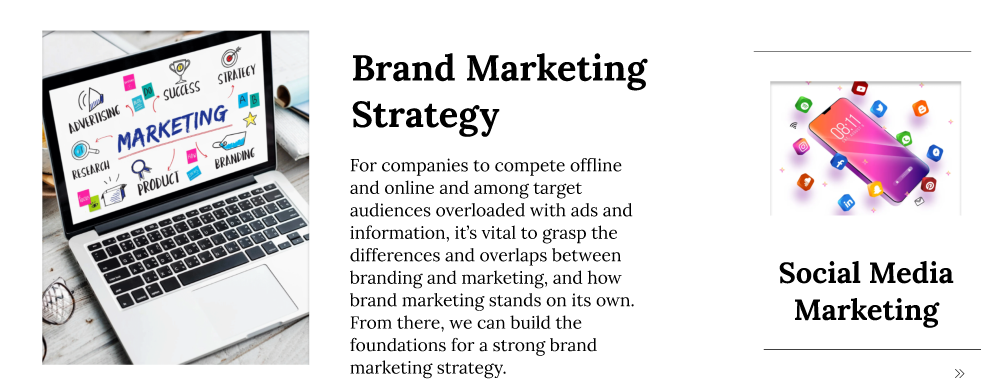 SUCCESS
STRATEGY
ADVERTISING
MARKETING
RESEARCH
PRODUCT
BRANDING
Brand Marketing
Strategy
For companies to compete offline
and online and among target
audiences overloaded with ads and
information, it’s vital to grasp the
differences and overlaps between
branding and marketing, and how
brand marketing stands on its own.
From there, we can build the
foundations for a strong brand
marketing strategy.
08:11
Social Media
Marketing